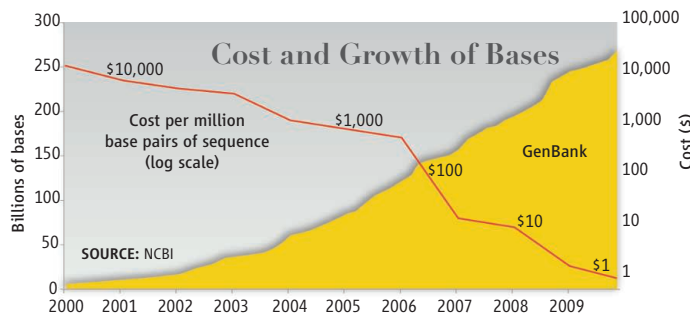 Cost and Growth of Bases
300
250
200
150
100
50
0
Billions of bases
100,000
10,000
1,000
100
10
1
Cost ($)
$10,000
Cost per million
base pairs of sequence
(log scale)
$1,000
$100
GenBank
$10
$1
SOURCE: NCBI
2000 2001 2002 2003 2004 2005 2006 2007 2008 2009